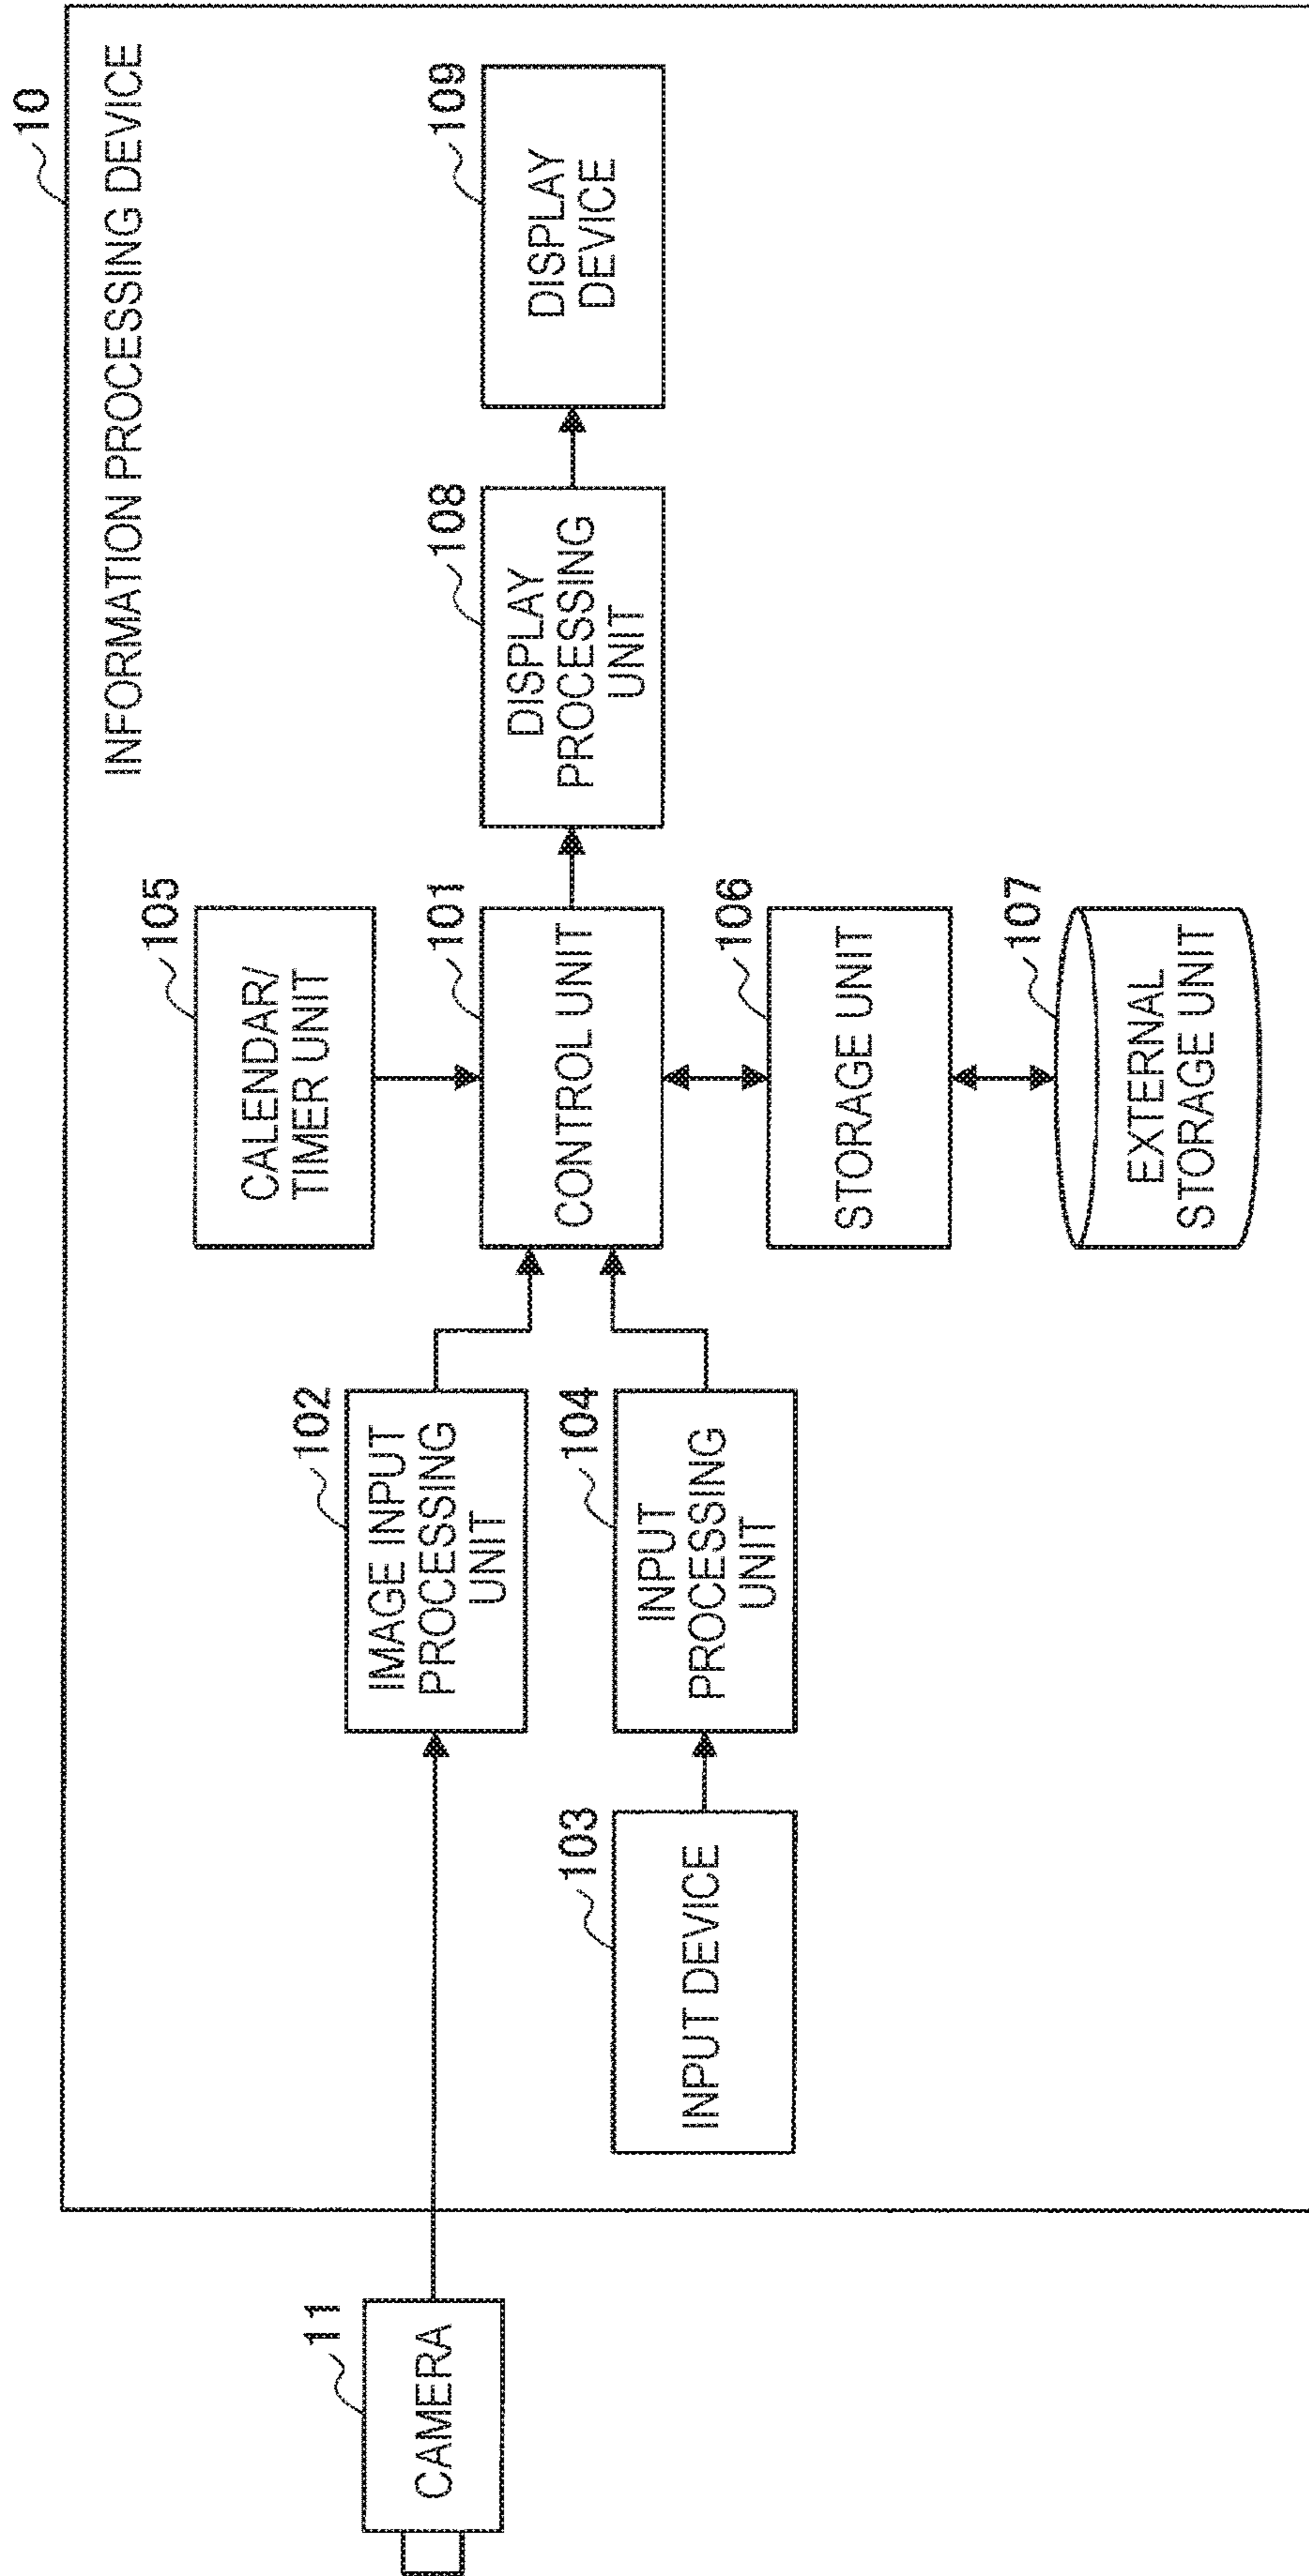 10
INFORMATION PROCESSING DEVICE
11
CAMERA
102
IMAGE INPUT
PROCESSING
UNIT
103
INPUT DEVICE
104
INPUT
PROCESSING
UNIT
105
CALENDAR/
TIMER UNIT
101
CONTROL UNIT
106
STORAGE UNIT
107
EXTERNAL
STORAGE UNIT
108
DISPLAY
PROCESSING
UNIT
109
DISPLAY
DEVICE